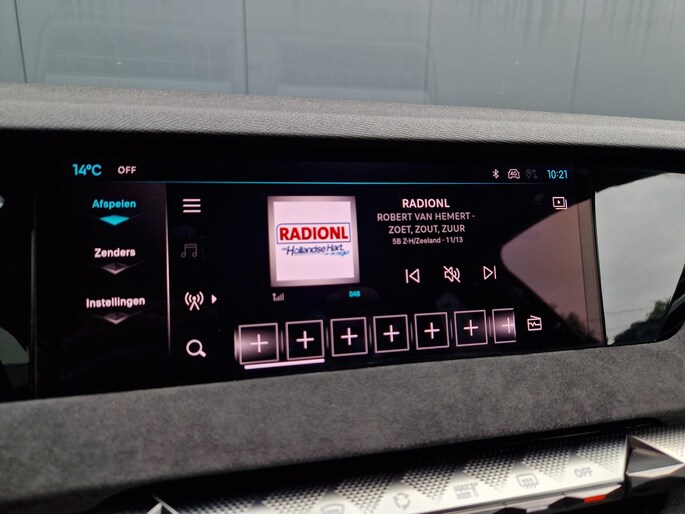 14°C OFF 10:21
Afspelen
Zenders
Instellingen
RADIONL
Hollandse Hart
RADIONL
ROBERT VAN HEMERT -
ZOET, ZOUT, ZUUR
5B Z-H/Zeeland - 11/13
DAB
OFF